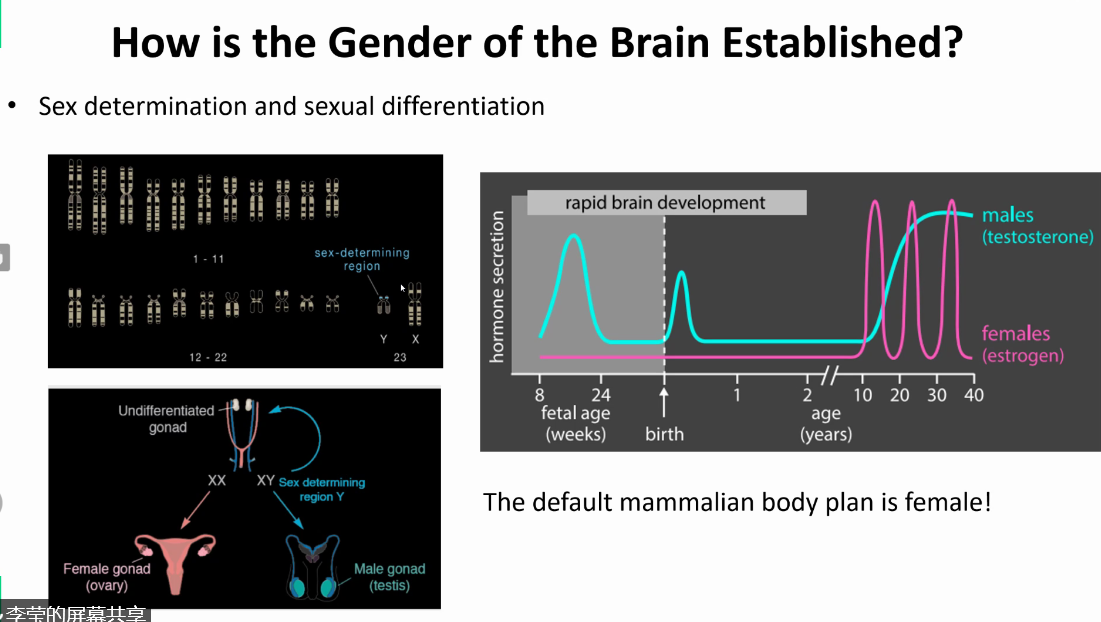 How is the Gender of the Brain Established?
• Sex determination and sexual differentiation
1 - 11
sex-determining
region
Y
X
12 - 22
23
Undifferentiated
gonad
XX
XY
Sex determining
region Y
Female gonad
(ovary)
Male gonad
(testis)
rapid brain development
hormone secretion
males
(testosterone)
females
(estrogen)
8
24
1
2
10
20
30
40
fetal age
(weeks)
birth
age
(years)
The default mammalian body plan is female!
李莹的屏幕共享